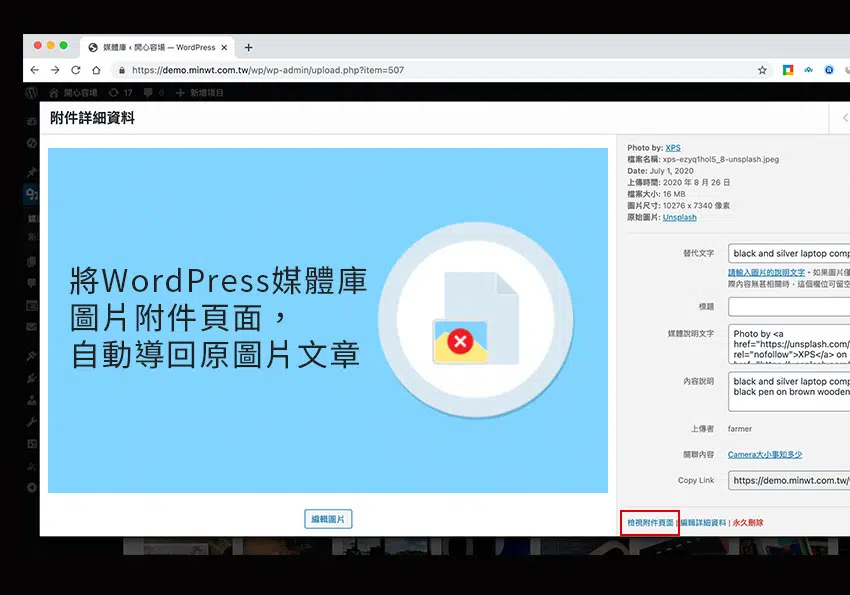 媒體庫 ‹ 開心容場 — WordPress
https://demo.minwt.com.tw/wp/wp-admin/upload.php?item=507
開心容場 17 0 新增項目
附件詳細資料
將WordPress媒體庫
圖片附件頁面，
自動導回原圖片文章
編輯圖片
Photo by: XPS
檔案名稱: xps-ezyq1hol5_8-unsplash.jpeg
Date: July 1, 2020
上傳時間: 2020 年 8 月 26 日
檔案大小: 16 MB
圖片尺寸: 10276 x 7340 像素
原始圖片: Unsplash
替代文字 black and silver laptop comp
請輸入圖片的說明文字，如果圖片僅
際內容無甚相關時，這個欄位可留空
標題
媒體說明文字 Photo by <a
href="https://unsplash.com/
rel="nofollow">XPS</a> on
內容說明 black and silver laptop comp
black pen on brown wooden
上傳者 farmer
關聯內容 Camera大小事知多少
Copy Link https://demo.minwt.com.tw/
檢視附件頁面 | 編輯詳細資料 | 永久刪除